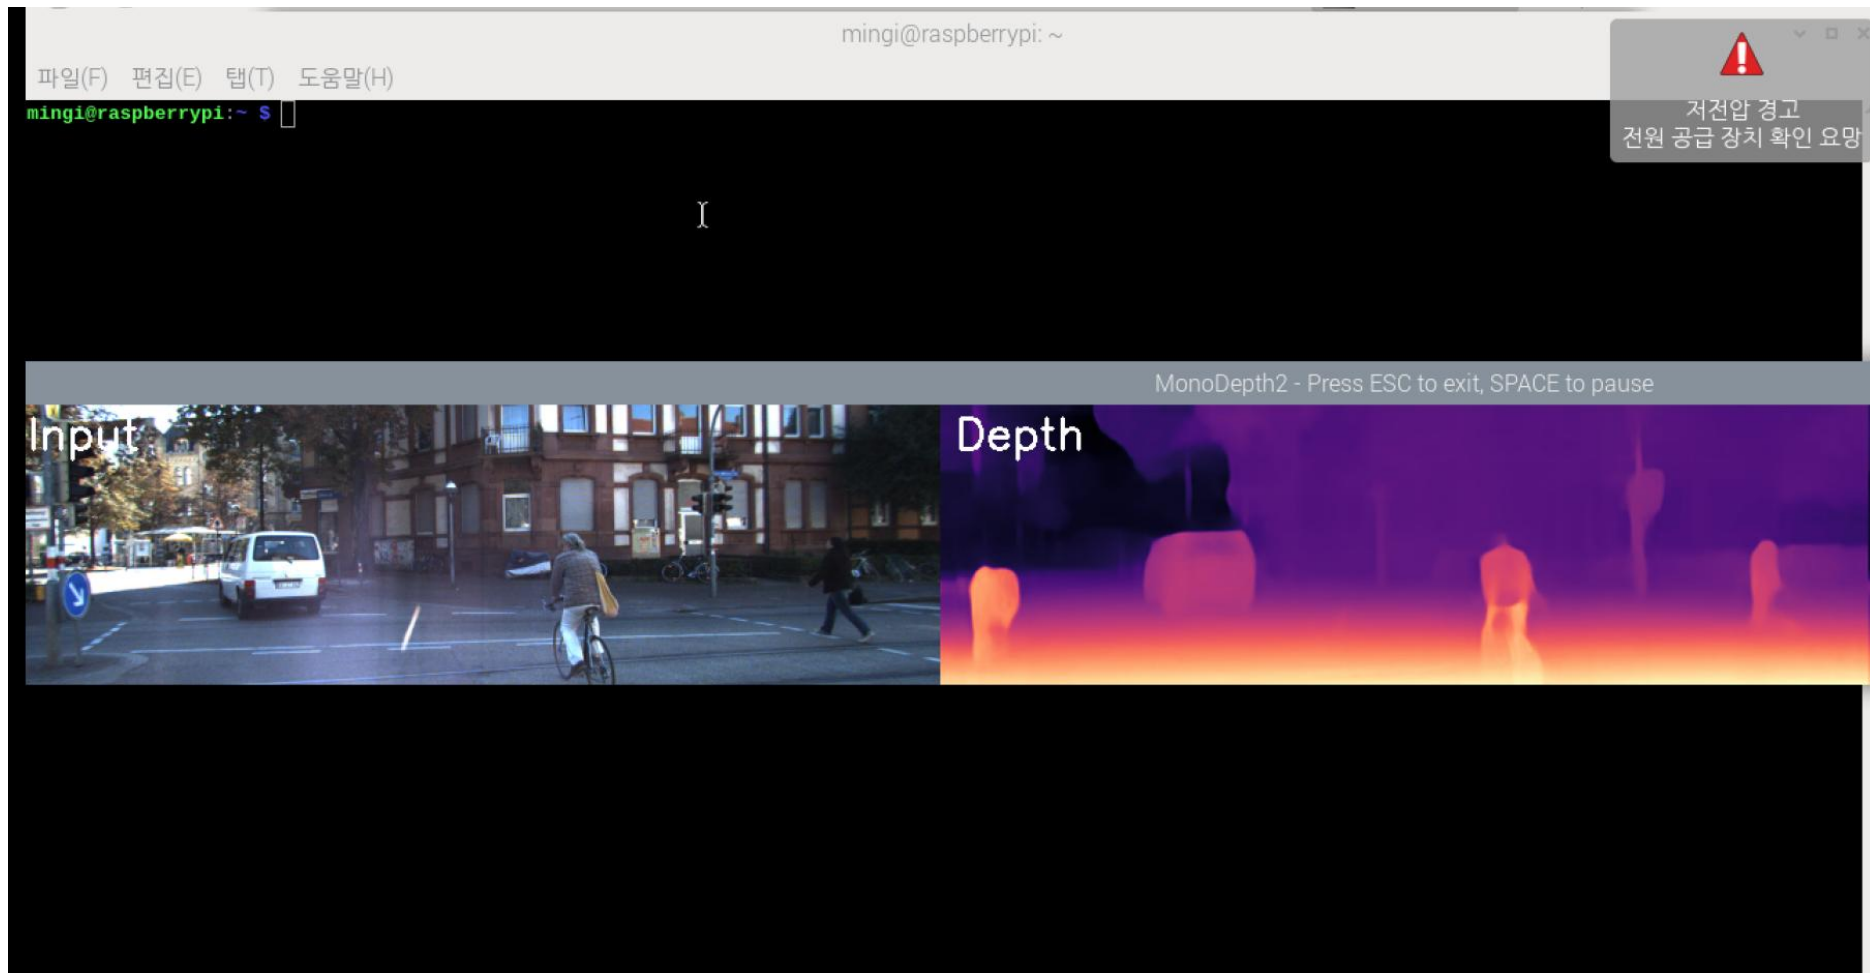 mingi@raspberrypi: ~
저전압 경고
전원 공급 장치 확인 요망
파일(F) 편집(E) 탭(T) 도움말(H)
mingi@raspberrypi:~ $
MonoDepth2 - Press ESC to exit, SPACE to pause
Input
Depth